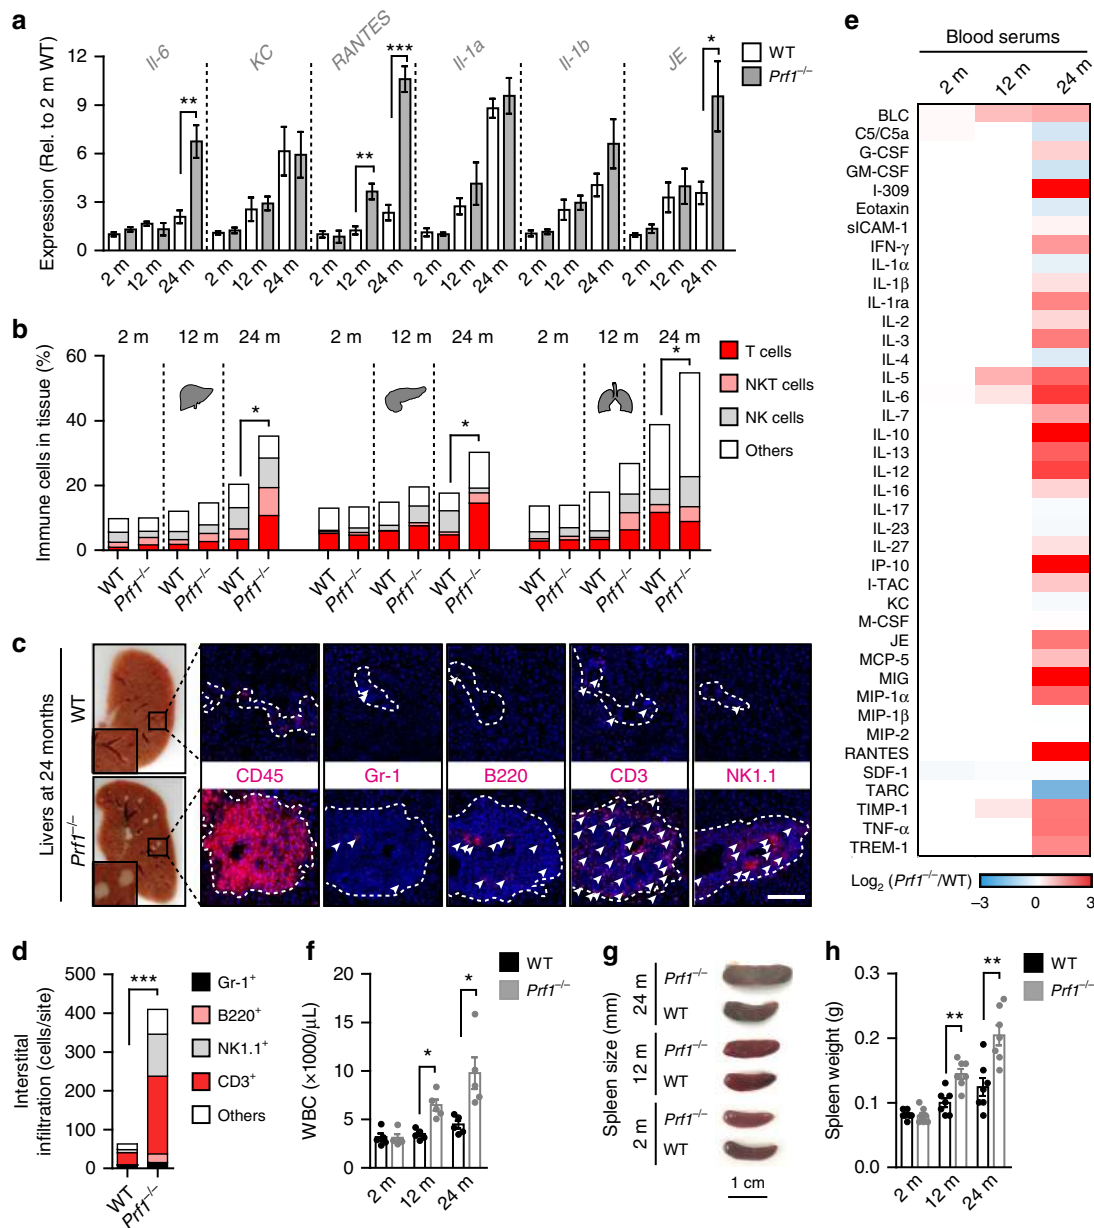 a
Expression (Rel. to 2 m WT)
12
9
6
3
0
Il-6
KC
RANTES
Il-1a
Il-1b
JE
**
**
***
*
WT
Prf1–/–
2 m 12 m 24 m 2 m 12 m 24 m 2 m 12 m 24 m 2 m 12 m 24 m 2 m 12 m 24 m 2 m 12 m 24 m
b
Immune cells in tissue (%)
60
40
20
0
2 m 12 m 24 m 2 m 12 m 24 m 2 m 12 m 24 m
*
*
*
T cells
NKT cells
NK cells
Others
WT Prf1–/– WT Prf1–/– WT Prf1–/– WT Prf1–/– WT Prf1–/– WT Prf1–/– WT Prf1–/– WT Prf1–/– WT Prf1–/–
c
Livers at 24 months
WT
Prf1–/–
CD45 Gr-1 B220 CD3 NK1.1
d
Interstital
infiltration (cells/site)
500
400
300
200
100
0
***
Gr-1+
B220+
NK1.1+
CD3+
Others
WT Prf1–/–
e
Blood serums
2 m 12 m 24 m
BLC
C5/C5a
G-CSF
GM-CSF
I-309
Eotaxin
sICAM-1
IFN-γ
IL-1α
IL-1β
IL-1ra
IL-2
IL-3
IL-4
IL-5
IL-6
IL-7
IL-10
IL-13
IL-12
IL-16
IL-17
IL-23
IL-27
IP-10
I-TAC
KC
M-CSF
JE
MCP-5
MIG
MIP-1α
MIP-1β
MIP-2
RANTES
SDF-1
TARC
TIMP-1
TNF-α
TREM-1
Log2 (Prf1–/–/WT)
–3 0 3
f
WBC (×1000/μL)
20
15
10
5
0
*
*
WT
Prf1–/–
2 m 12 m 24 m
g
Spleen size (mm)
24 m
Prf1–/–
WT
12 m
Prf1–/–
WT
2 m
Prf1–/–
WT
1 cm
h
Spleen weight (g)
0.3
0.2
0.1
0.0
**
**
WT
Prf1–/–
2 m 12 m 24 m